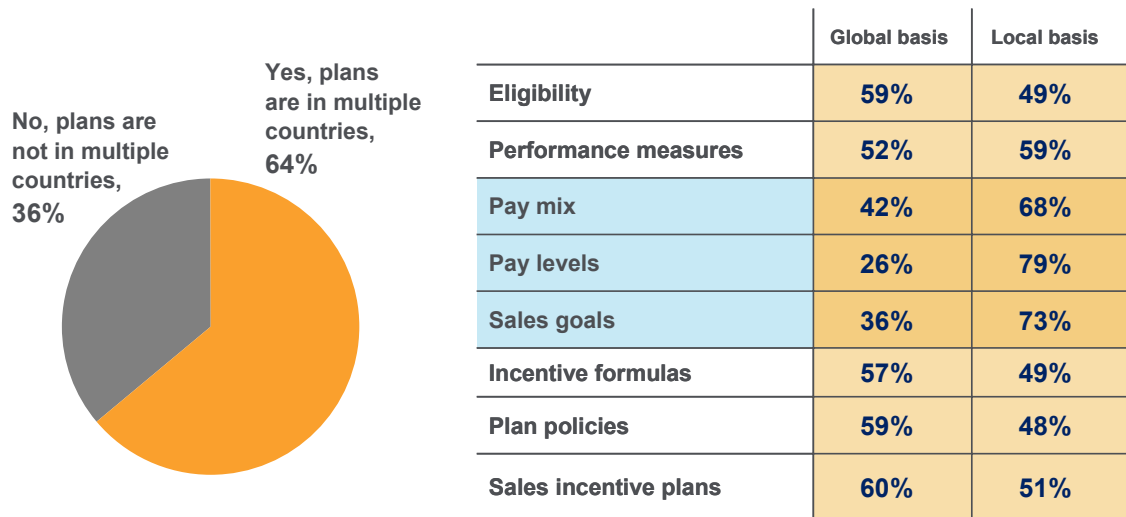 Yes, plans
are in multiple
countries,
64%
No, plans are
not in multiple
countries,
36%
Global basis Local basis
Eligibility 59% 49%
Performance measures 52% 59%
Pay mix 42% 68%
Pay levels 26% 79%
Sales goals 36% 73%
Incentive formulas 57% 49%
Plan policies 59% 48%
Sales incentive plans 60% 51%